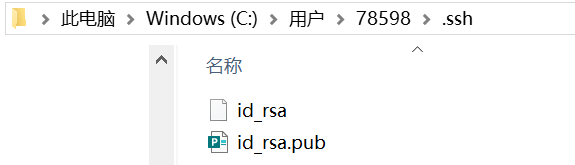 此电脑 > Windows (C:) > 用户 > 78598 > .ssh
名称
id_rsa
id_rsa.pub